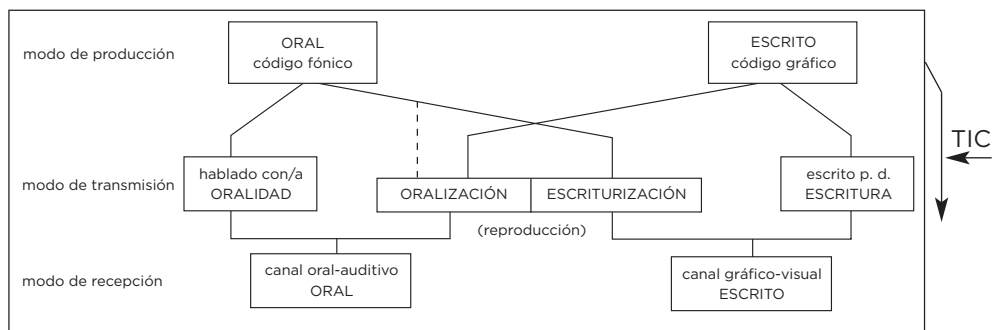 modo de producción
ORAL
código fónico
ESCRITO
código gráfico
TIC
modo de transmisión
hablado con/a
ORALIDAD
ORALIZACIÓN
ESCRITURIZACIÓN
escrito p. d.
ESCRITURA
(reproducción)
modo de recepción
canal oral-auditivo
ORAL
canal gráfico-visual
ESCRITO